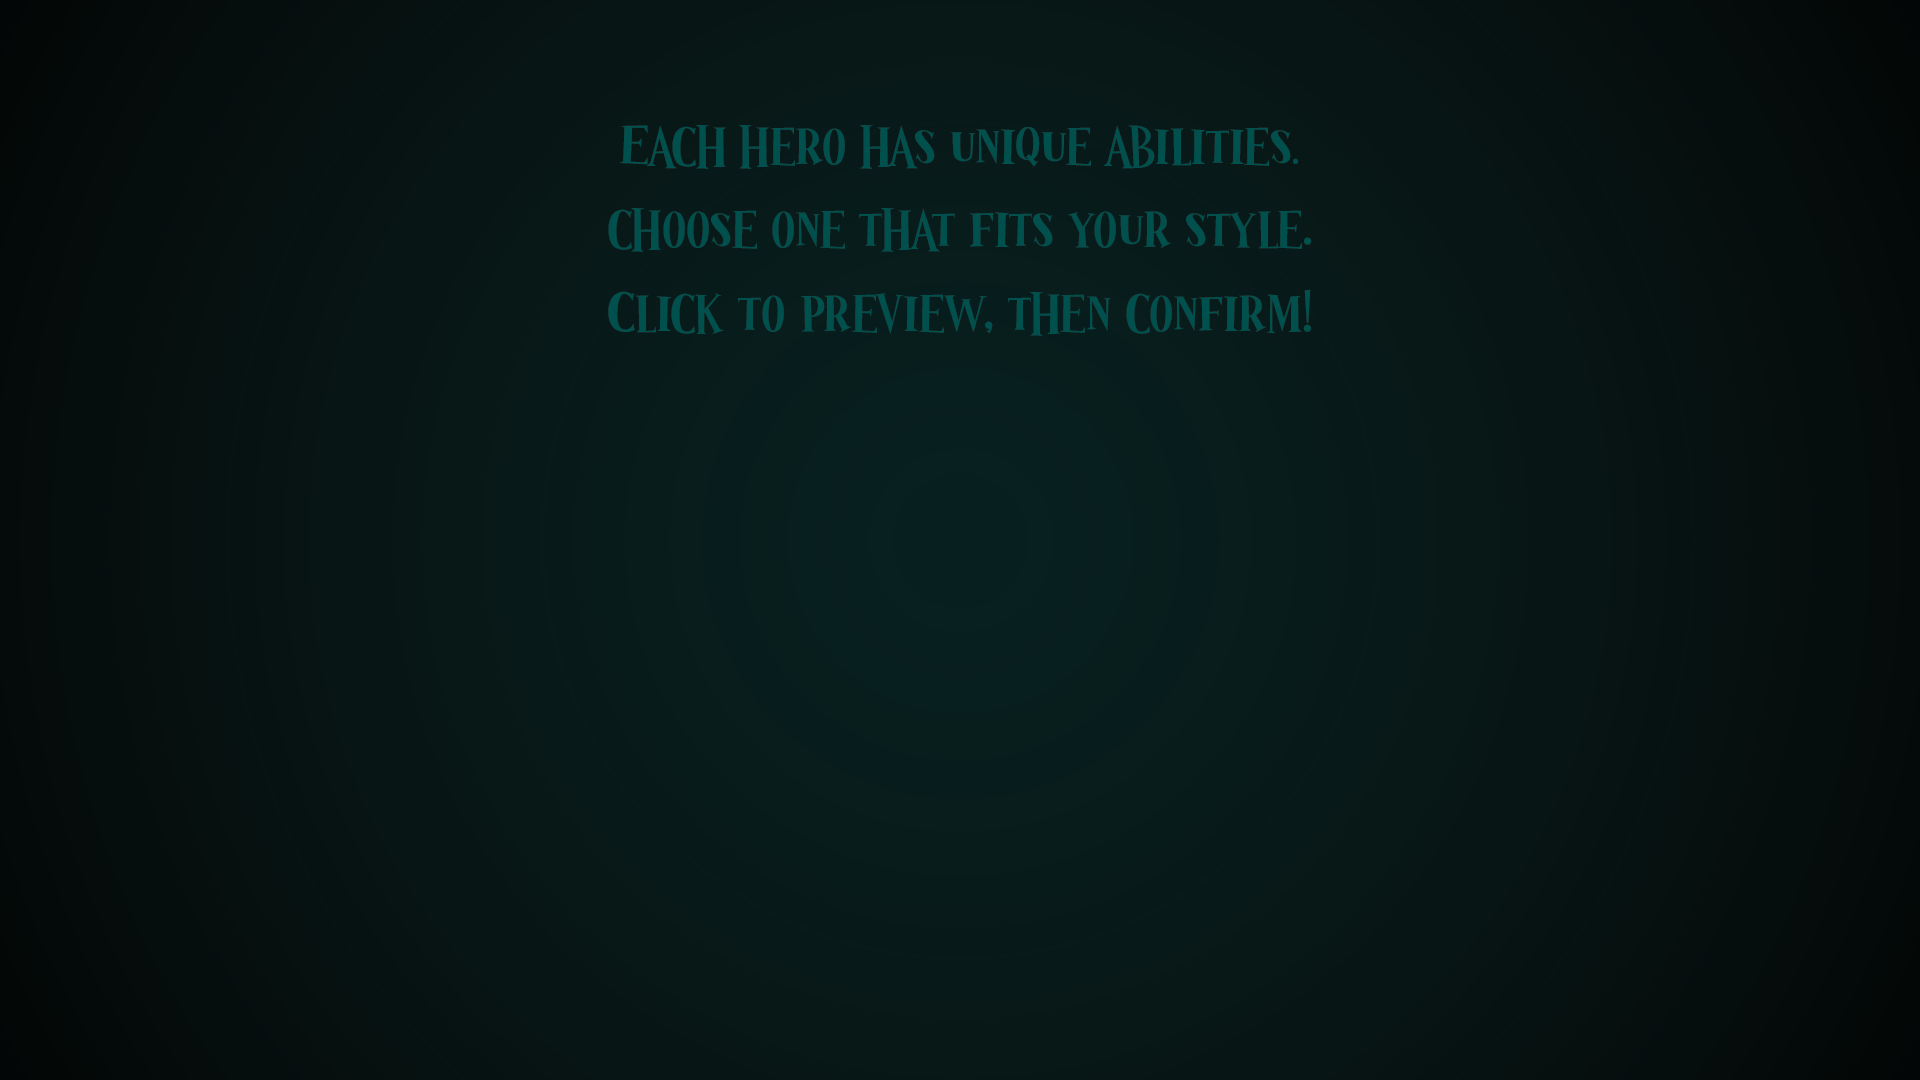 Each Hero Has unique abilities.
Choose one that fits your style.
Click to preview, then Confirm!